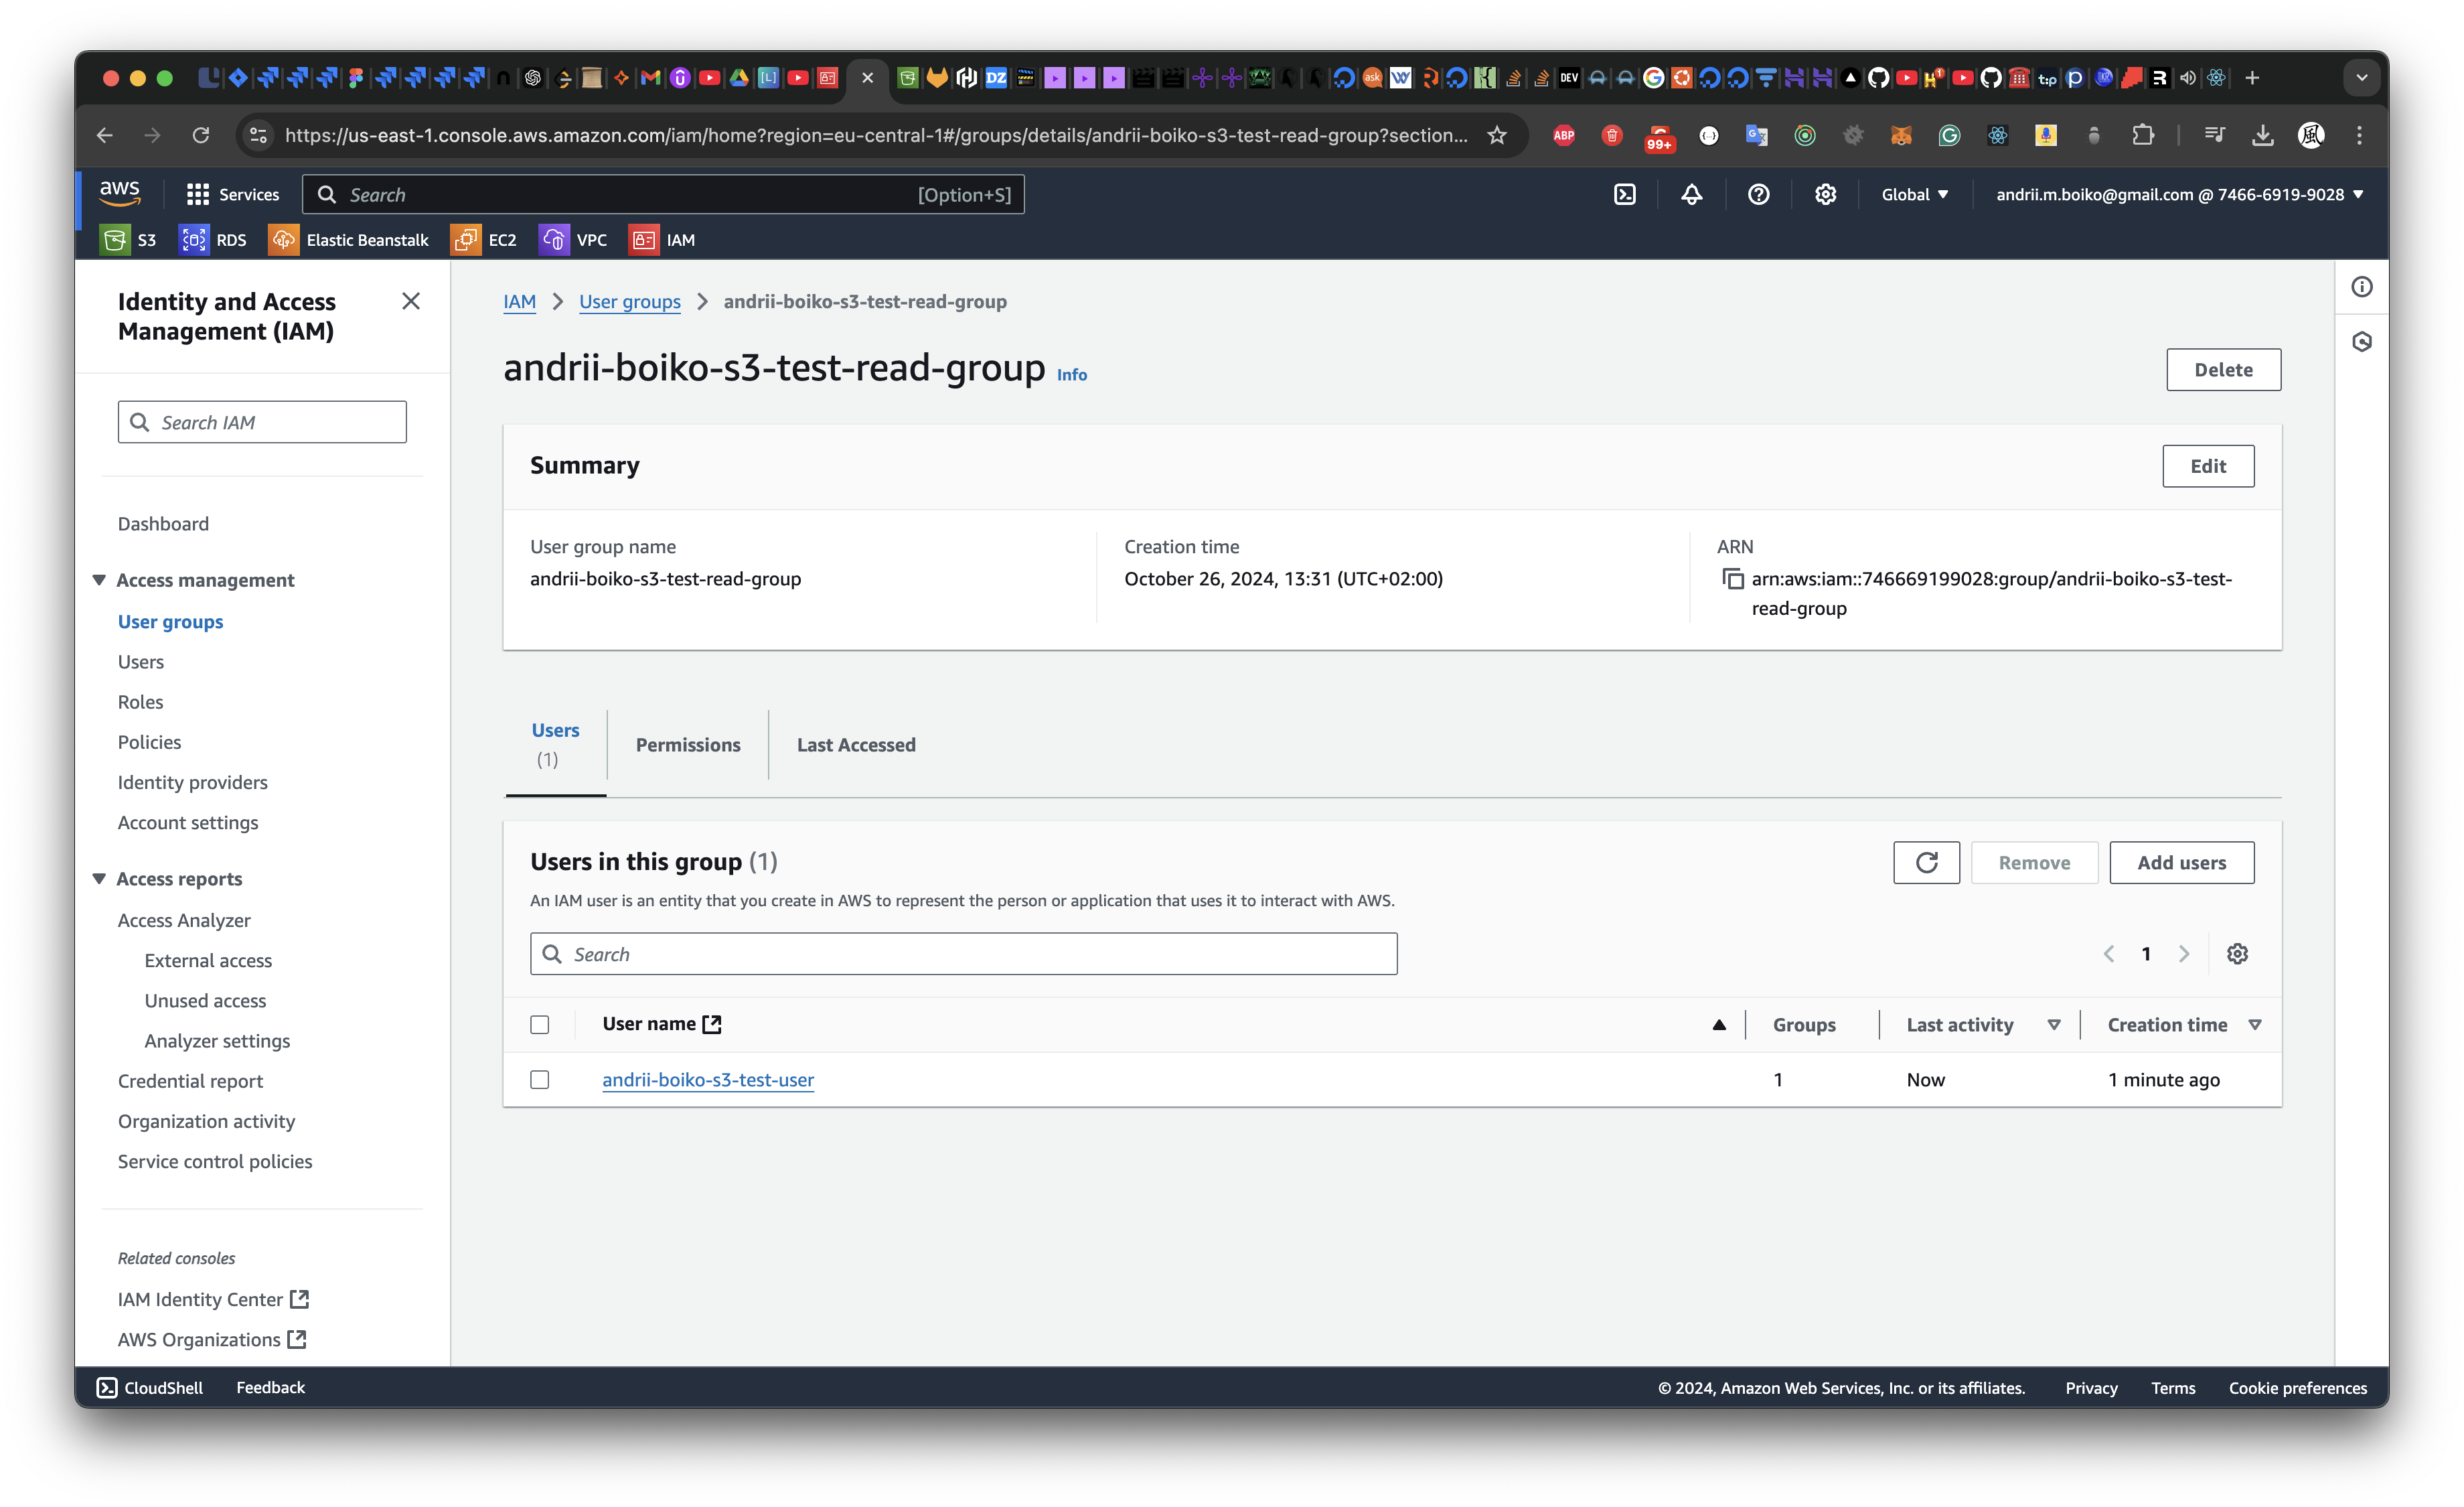 https://us-east-1.console.aws.amazon.com/iam/home?region=eu-central-1#/groups/details/andrii-boiko-s3-test-read-group?section...
ABP
99+
aws
Services
Search
[Option+S]
Global
andrii.m.boiko@gmail.com @ 7466-6919-9028
S3
RDS
Elastic Beanstalk
EC2
VPC
IAM
Identity and Access
Management (IAM)
Search IAM
Dashboard
Access management
User groups
Users
Roles
Policies
Identity providers
Account settings
Access reports
Access Analyzer
External access
Unused access
Analyzer settings
Credential report
Organization activity
Service control policies
Related consoles
IAM Identity Center
AWS Organizations
IAM > User groups > andrii-boiko-s3-test-read-group
andrii-boiko-s3-test-read-group Info
Delete
Summary
Edit
User group name
andrii-boiko-s3-test-read-group
Creation time
October 26, 2024, 13:31 (UTC+02:00)
ARN
arn:aws:iam::746669199028:group/andrii-boiko-s3-test-
read-group
Users
(1)
Permissions
Last Accessed
Users in this group (1)
Remove
Add users
An IAM user is an entity that you create in AWS to represent the person or application that uses it to interact with AWS.
Search
1
User name
Groups
Last activity
Creation time
andrii-boiko-s3-test-user
1
Now
1 minute ago
CloudShell
Feedback
© 2024, Amazon Web Services, Inc. or its affiliates.
Privacy
Terms
Cookie preferences